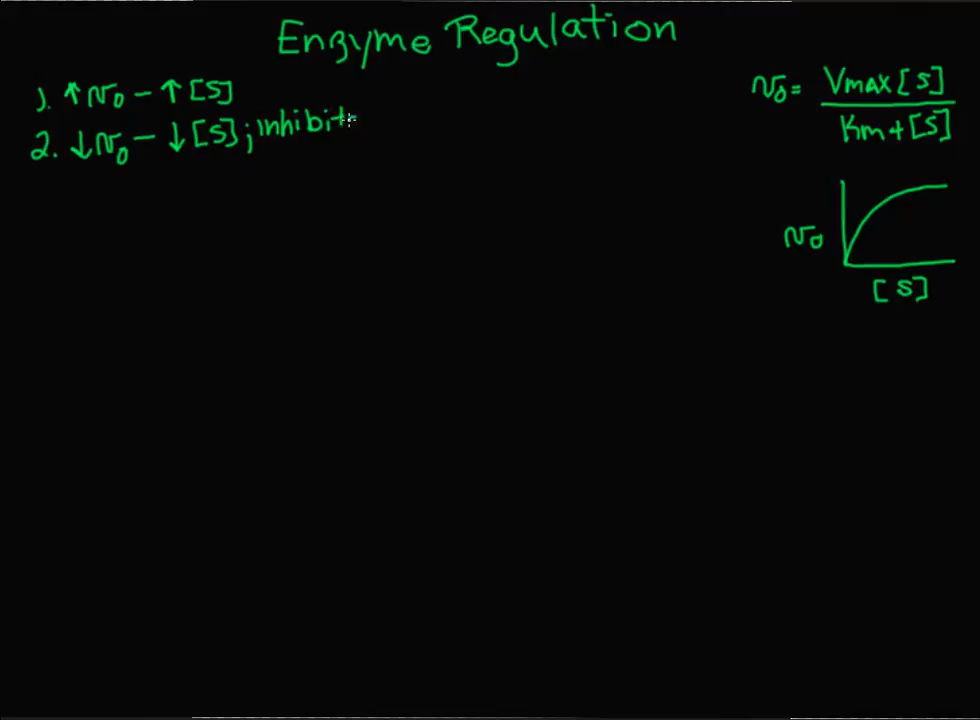 Enzyme Regulation
1. ↑v₀ – ↑[S]
2. ↓v₀ – ↓[S]; inhibit
v₀ = Vmax[S]
Km+[S]
v₀
[S]